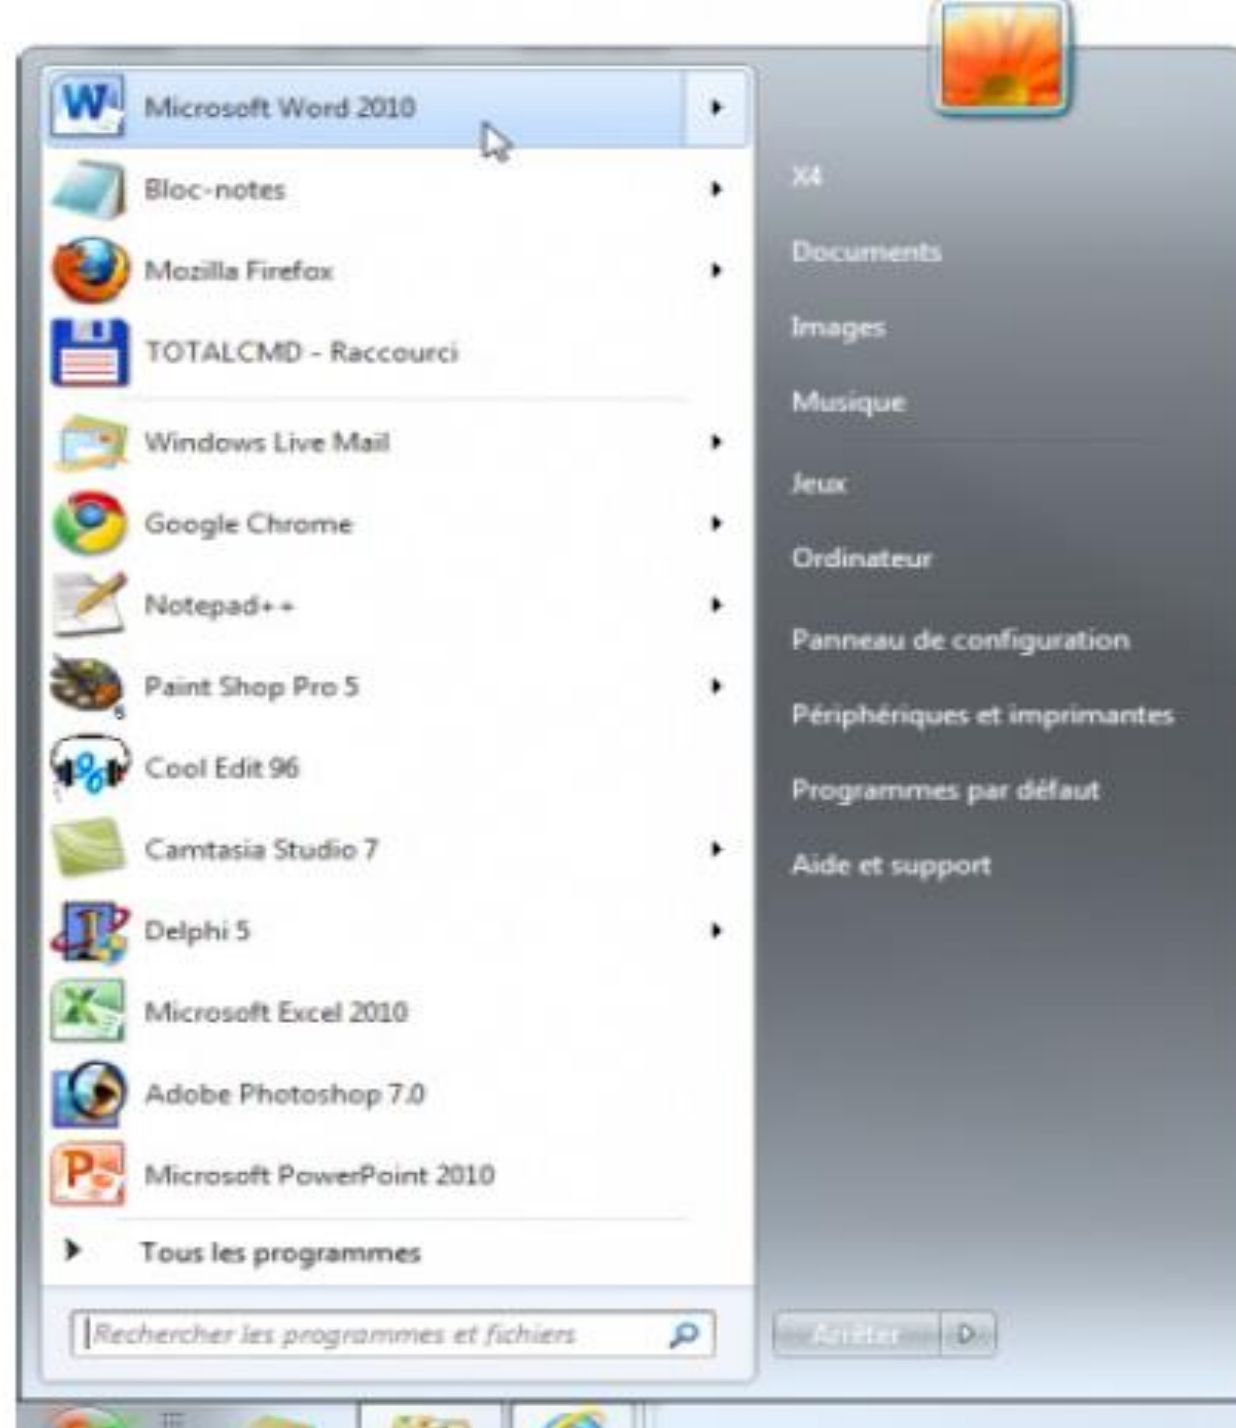 Microsoft Word 2010
Bloc-notes
Mozilla Firefox
TOTALCMD - Raccourci
Windows Live Mail
Google Chrome
Notepad++
Paint Shop Pro 5
Cool Edit 96
Camtasia Studio 7
Delphi 5
Microsoft Excel 2010
Adobe Photoshop 7.0
Microsoft PowerPoint 2010
Tous les programmes
Rechercher les programmes et fichiers
X4
Documents
Images
Musique
Jeux
Ordinateur
Panneau de configuration
Périphériques et imprimantes
Programmes par défaut
Aide et support
Arrêter